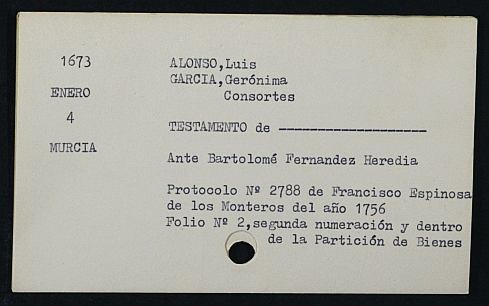 1673
ENERO
4
MURCIA
ALONSO,Luis
GARCIA,Gerónima
Consortes
TESTAMENTO de -------------------
Ante Bartolomé Fernandez Heredia
Protocolo Nº 2788 de Francisco Espinosa
de los Monteros del año 1756
Folio Nº 2,segunda numeración y dentro
de la Partición de Bienes